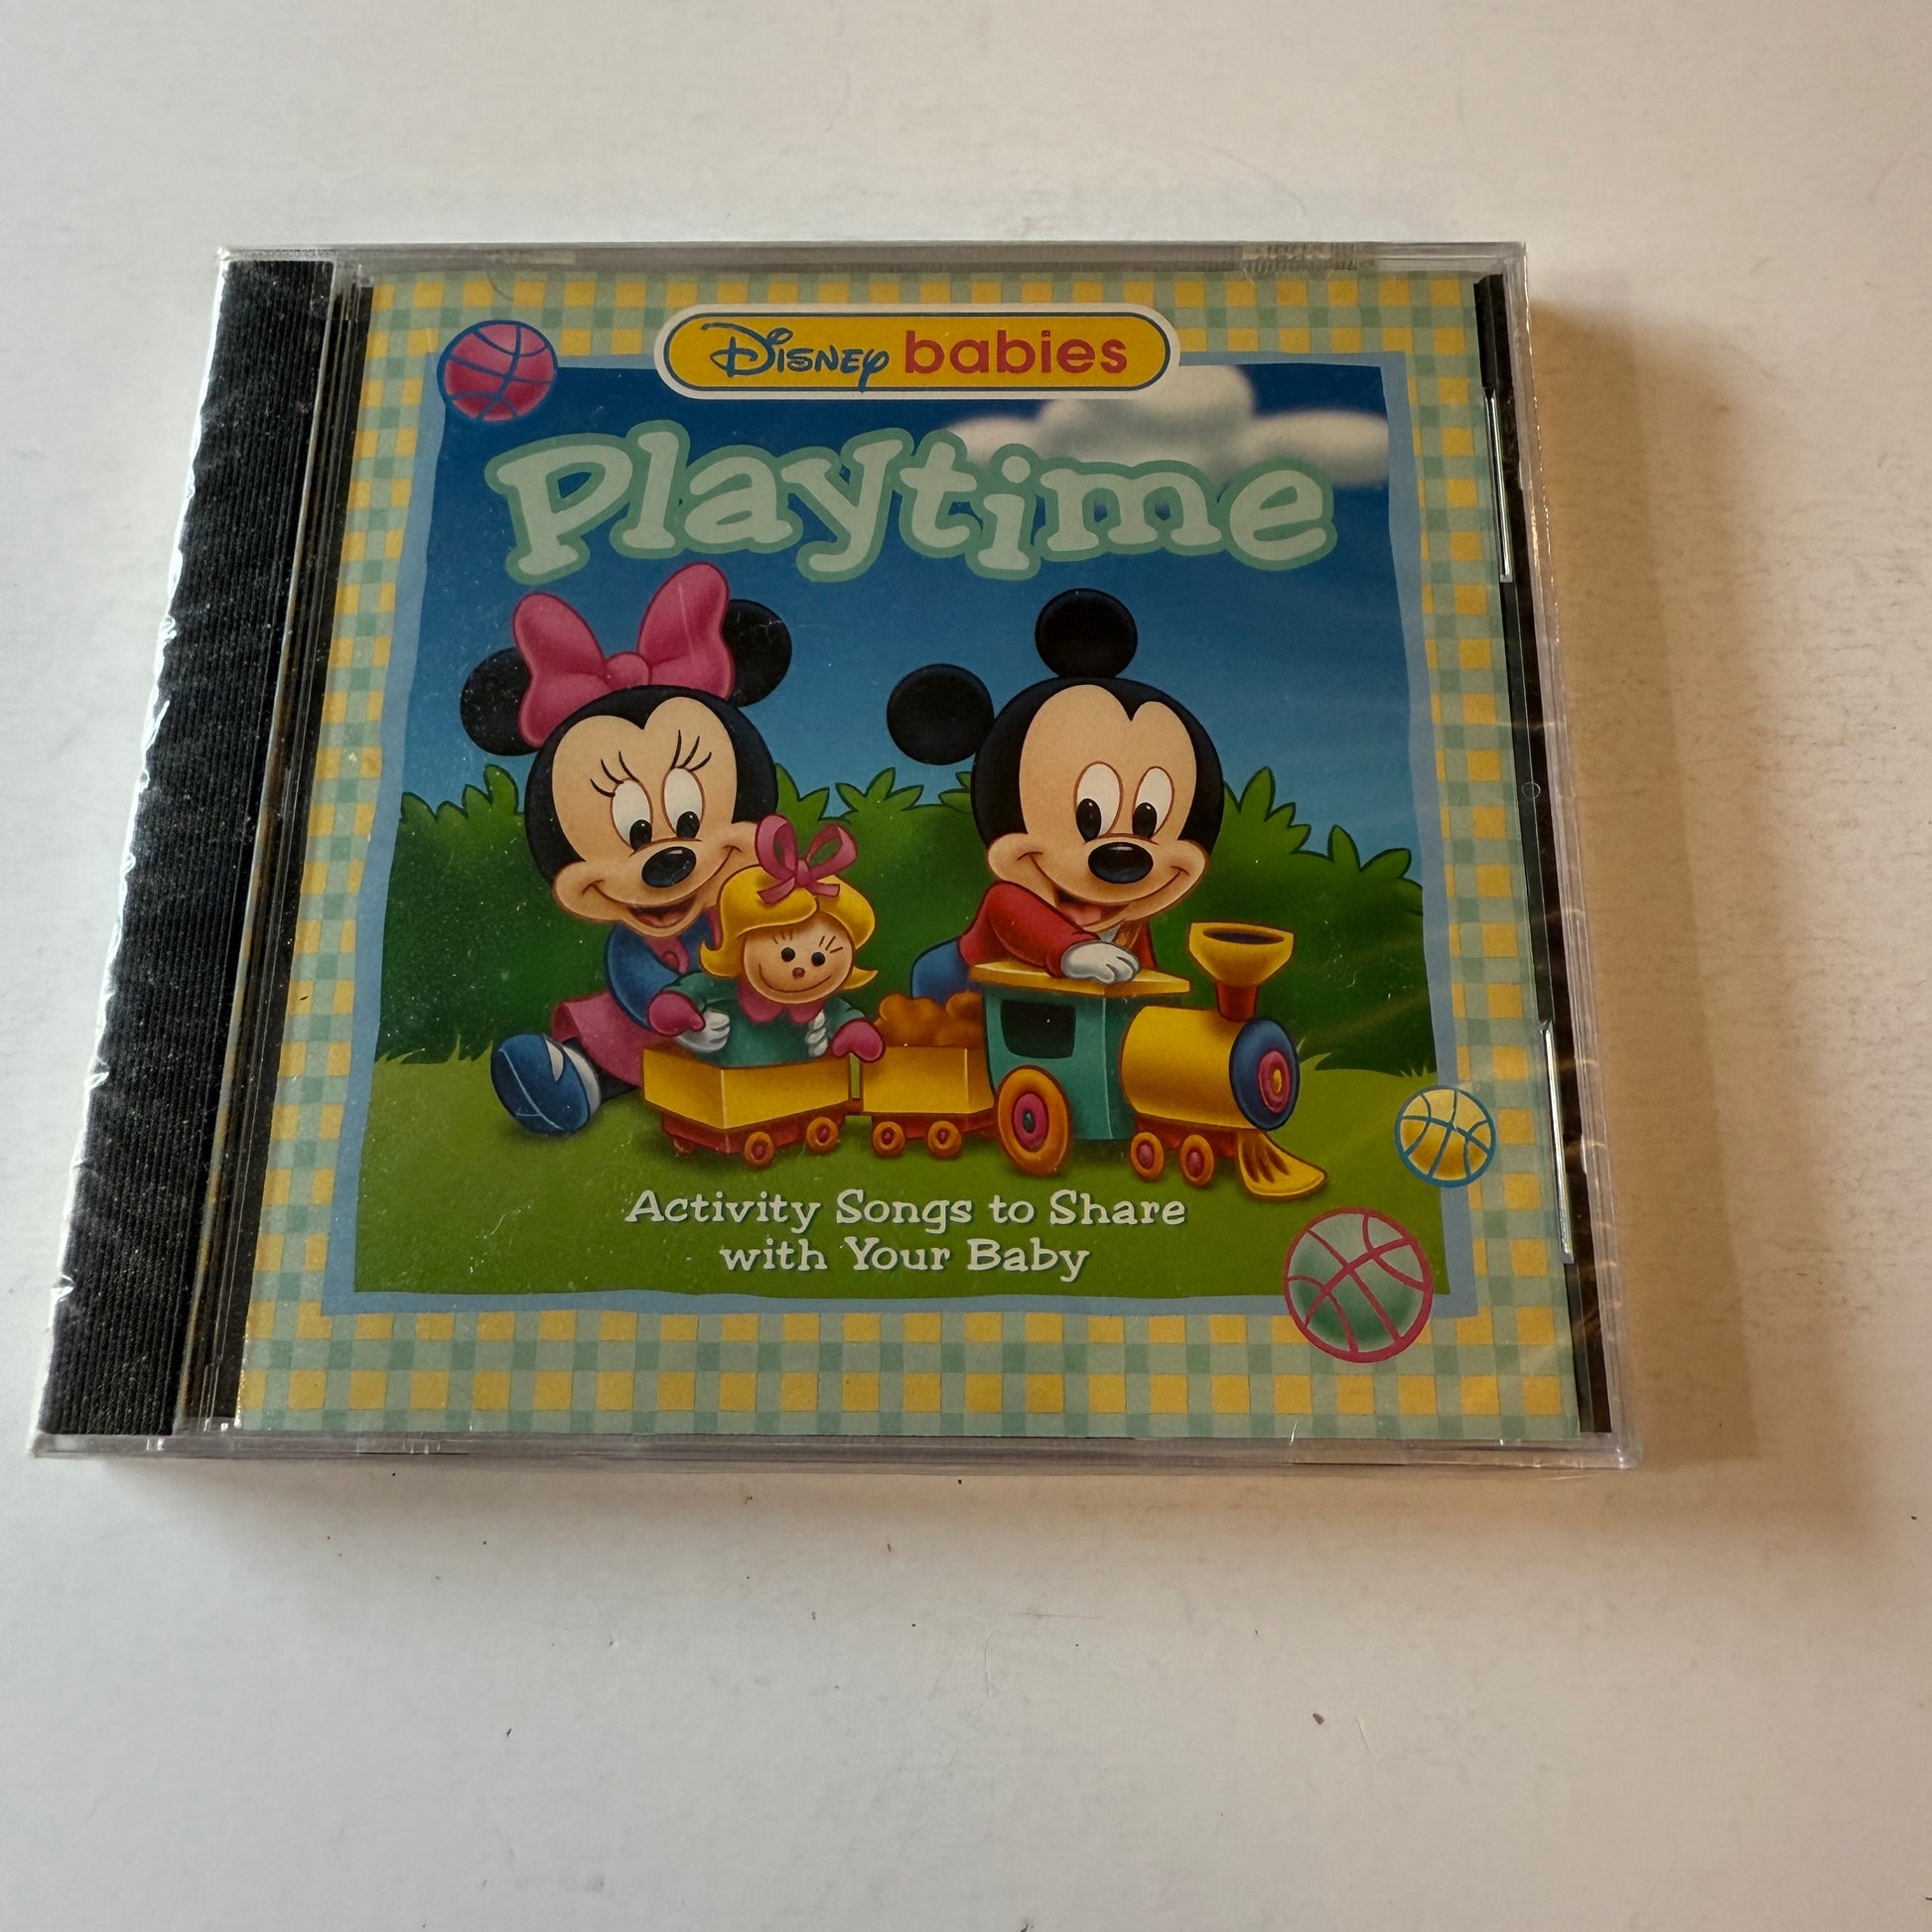 Disney babies
Playtime
Activity Songs to Share
with Your Baby